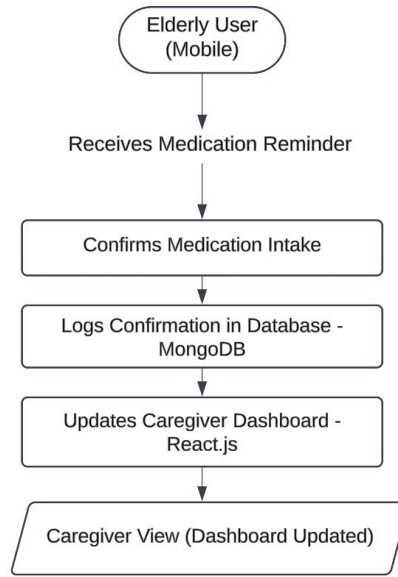 Elderly User
(Mobile)
Receives Medication Reminder
Confirms Medication Intake
Logs Confirmation in Database -
MongoDB
Updates Caregiver Dashboard -
React.js
Caregiver View (Dashboard Updated)